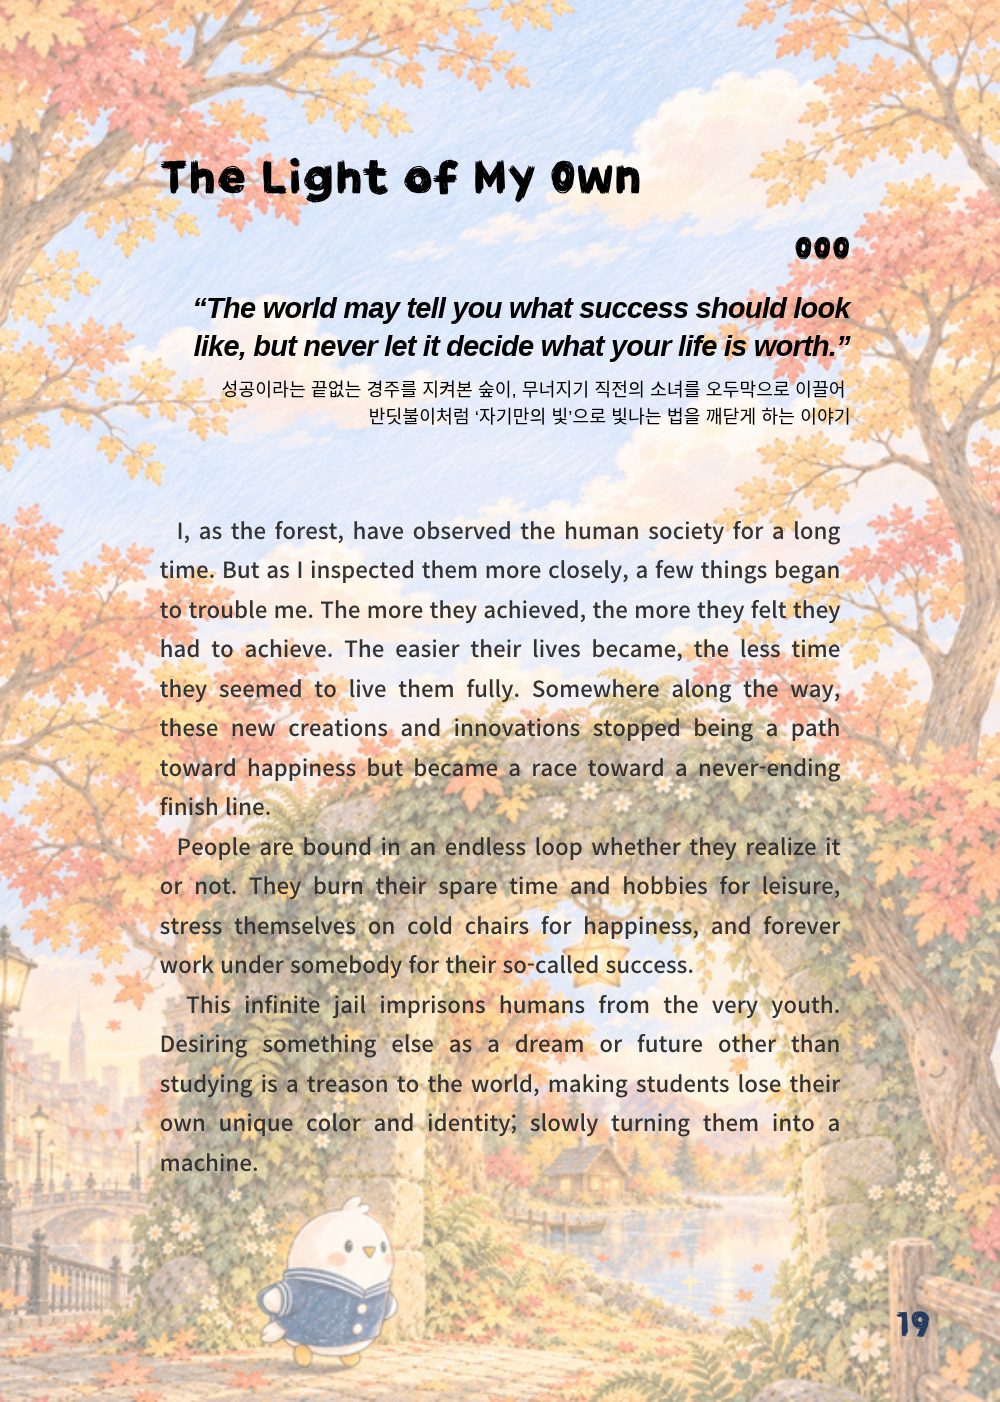 The Light of My Own
000
“The world may tell you what success should look
like, but never let it decide what your life is worth.”
성공이라는 끝없는 경주를 지켜본 숲이, 무너지기 직전의 소녀를 오두막으로 이끌어
반딧불이처럼 ‘자기만의 빛’으로 빛나는 법을 깨닫게 하는 이야기
I, as the forest, have observed the human society for a long
time. But as I inspected them more closely, a few things began
to trouble me. The more they achieved, the more they felt they
had to achieve. The easier their lives became, the less time
they seemed to live them fully. Somewhere along the way,
these new creations and innovations stopped being a path
toward happiness but became a race toward a never-ending
finish line.
People are bound in an endless loop whether they realize it
or not. They burn their spare time and hobbies for leisure,
stress themselves on cold chairs for happiness, and forever
work under somebody for their so-called success.
This infinite jail imprisons humans from the very youth.
Desiring something else as a dream or future other than
studying is a treason to the world, making students lose their
own unique color and identity; slowly turning them into a
machine.
19